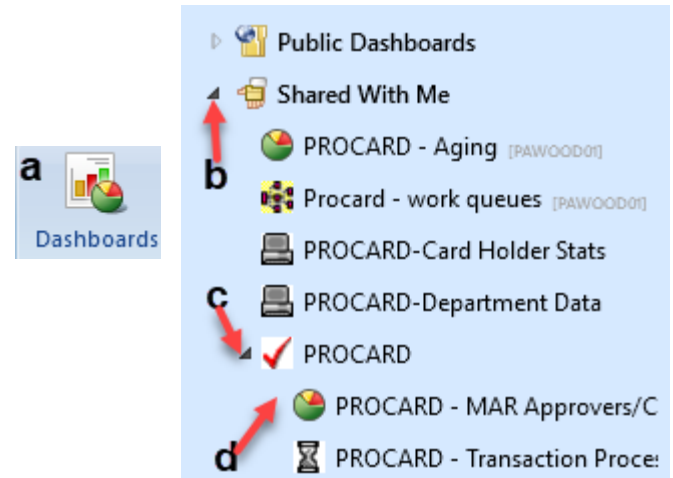 a
Dashboards
Public Dashboards
Shared With Me
b
PROCARD - Aging [PAWOOD01]
Procard - work queues [PAWOOD01]
PROCARD-Card Holder Stats
c
PROCARD-Department Data
PROCARD
PROCARD - MAR Approvers/C
d
PROCARD - Transaction Proce